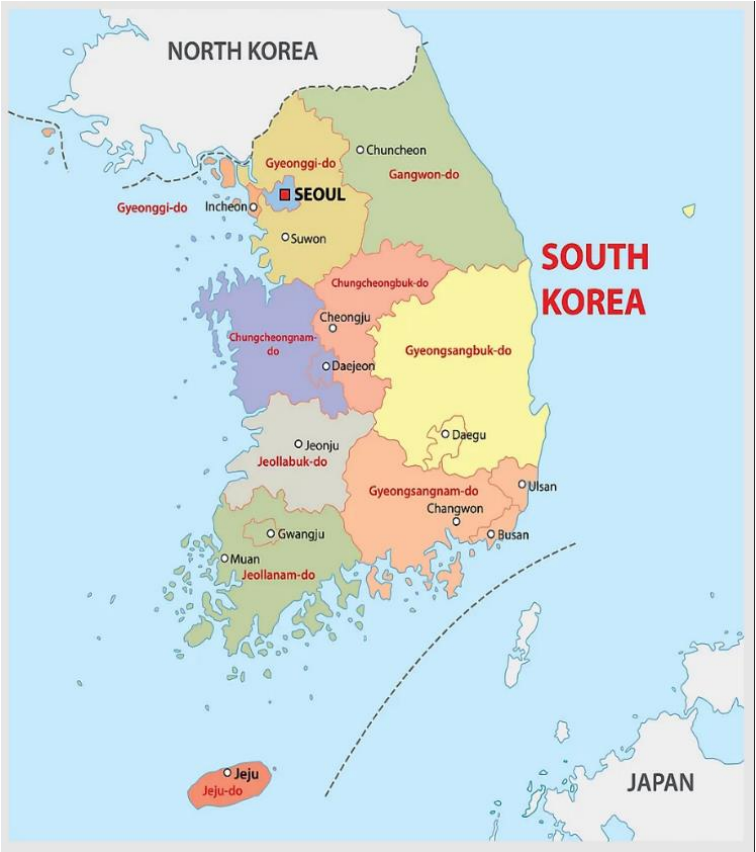 NORTH KOREA
Chuncheon
Gyeonggi-do
Gangwon-do
SEOUL
Gyeonggi-do
Incheon
Suwon
SOUTH
KOREA
Chungcheongbuk-do
Cheongju
Chungcheongnam-
do
Gyeongsangbuk-do
Daejeon
Daegu
Jeonju
Jeollabuk-do
Gyeongsangnam-do
Ulsan
Changwon
Gwangju
Busan
Muan
Jeollanam-do
Jeju
Jeju-do
JAPAN